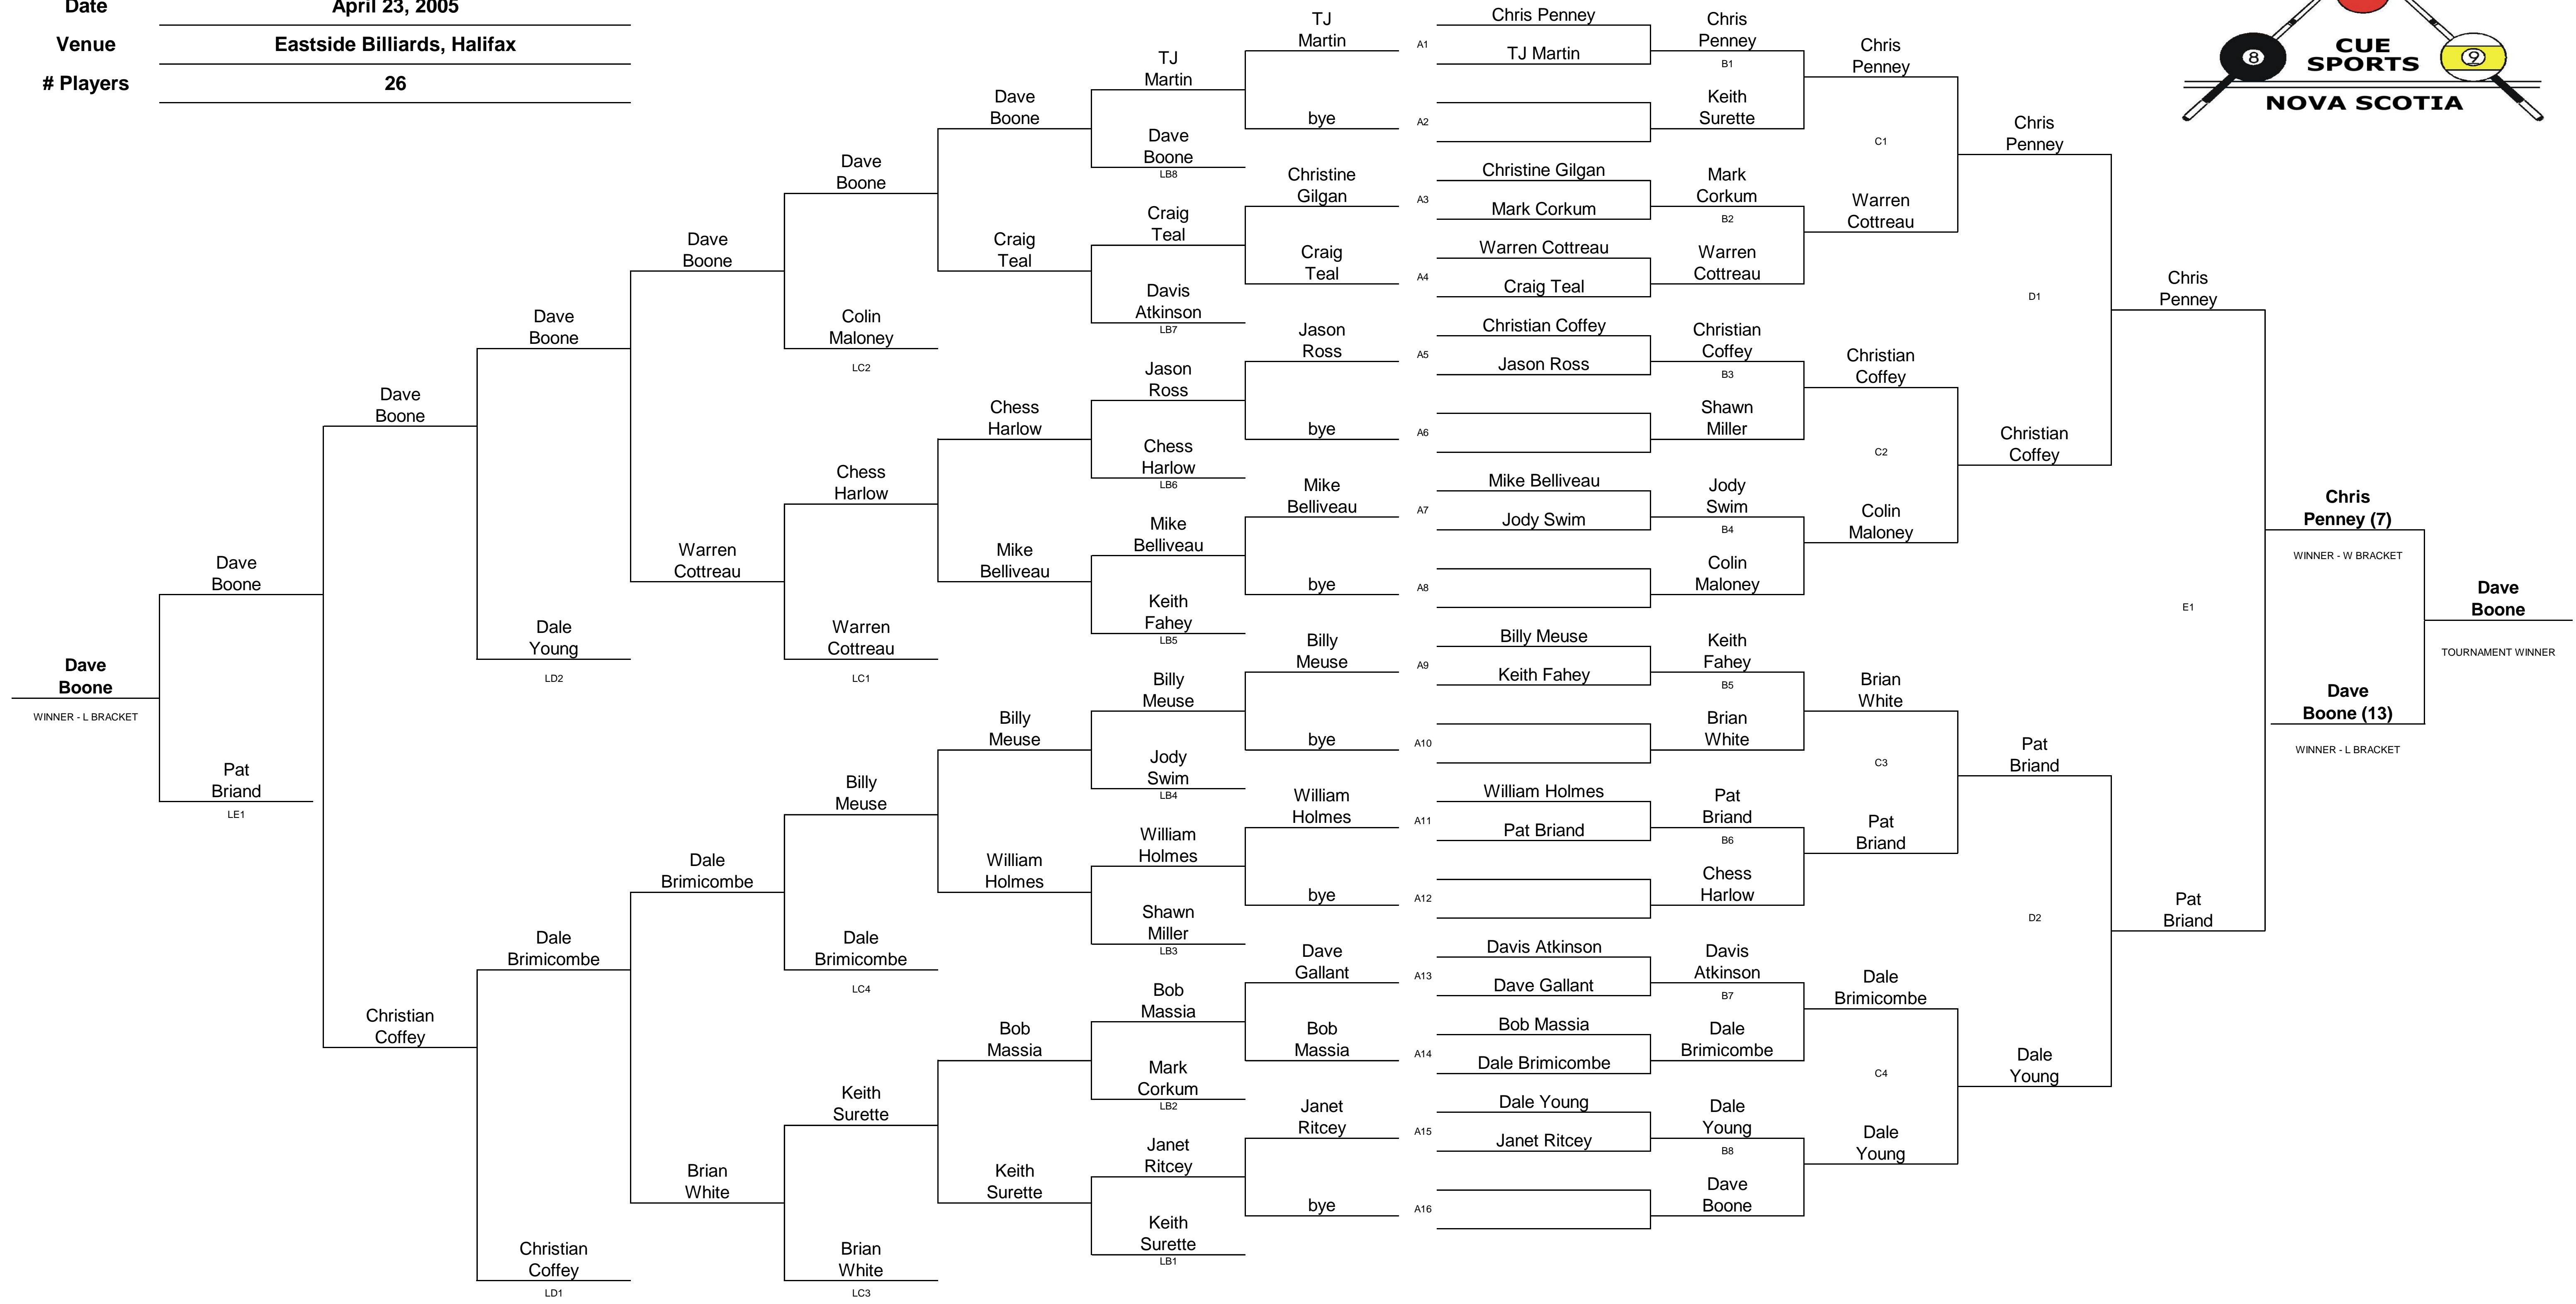 Date April 23, 2005
Venue Eastside Billiards, Halifax
# Players 26
8
9
CUE
SPORTS
NOVA SCOTIA
Dave
Boone
WINNER - L BRACKET
Dave
Boone
Pat
Briand
LE1
Dave
Boone
Christian
Coffey
Dave
Boone
Dale
Young
LD2
Dale
Brimicombe
Christian
Coffey
LD1
Dave
Boone
Warren
Cottreau
Dale
Brimicombe
Brian
White
Dave
Boone
Colin
Maloney
LC2
Chess
Harlow
Warren
Cottreau
LC1
Billy
Meuse
Dale
Brimicombe
LC4
Keith
Surette
Brian
White
LC3
Dave
Boone
Craig
Teal
Chess
Harlow
Mike
Belliveau
Billy
Meuse
William
Holmes
Bob
Massia
Keith
Surette
TJ
Martin
Dave
Boone
LB8
Craig
Teal
Davis
Atkinson
LB7
Jason
Ross
Chess
Harlow
LB6
Mike
Belliveau
Keith
Fahey
LB5
Billy
Meuse
Jody
Swim
LB4
William
Holmes
Shawn
Miller
LB3
Bob
Massia
Mark
Corkum
LB2
Janet
Ritcey
Keith
Surette
LB1
TJ
Martin
bye
Christine
Gilgan
Craig
Teal
Jason
Ross
bye
Mike
Belliveau
bye
Billy
Meuse
bye
William
Holmes
bye
Dave
Gallant
Bob
Massia
Janet
Ritcey
bye
A1
A2
A3
A4
A5
A6
A7
A8
A9
A10
A11
A12
A13
A14
A15
A16
Chris Penney
TJ Martin
Christine Gilgan
Mark Corkum
Warren Cottreau
Craig Teal
Christian Coffey
Jason Ross
Mike Belliveau
Jody Swim
Billy Meuse
Keith Fahey
William Holmes
Pat Briand
Davis Atkinson
Dave Gallant
Bob Massia
Dale Brimicombe
Dale Young
Janet Ritcey
Chris
Penney
B1
Keith
Surette
Mark
Corkum
B2
Warren
Cottreau
Christian
Coffey
B3
Shawn
Miller
Jody
Swim
B4
Colin
Maloney
Keith
Fahey
B5
Brian
White
Pat
Briand
B6
Chess
Harlow
Davis
Atkinson
B7
Dale
Brimicombe
Dale
Young
B8
Dave
Boone
Chris
Penney
C1
Warren
Cottreau
Christian
Coffey
C2
Colin
Maloney
Brian
White
C3
Pat
Briand
Dale
Brimicombe
C4
Dale
Young
Chris
Penney
D1
Christian
Coffey
Pat
Briand
D2
Dale
Young
Chris
Penney
E1
Pat
Briand
Chris
Penney (7)
WINNER - W BRACKET
Dave
Boone (13)
WINNER - L BRACKET
Dave
Boone
TOURNAMENT WINNER